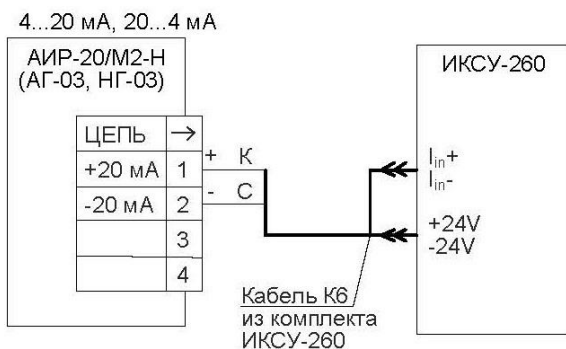 4...20 мА, 20...4 мА
АИР-20/М2-Н
(АГ-03, НГ-03)
ИКСУ-260
ЦЕПЬ →
+20 мА 1 + К
-20 мА 2 - С
3
4
Iin+
Iin-
+24V
-24V
Кабель К6
из комплекта
ИКСУ-260